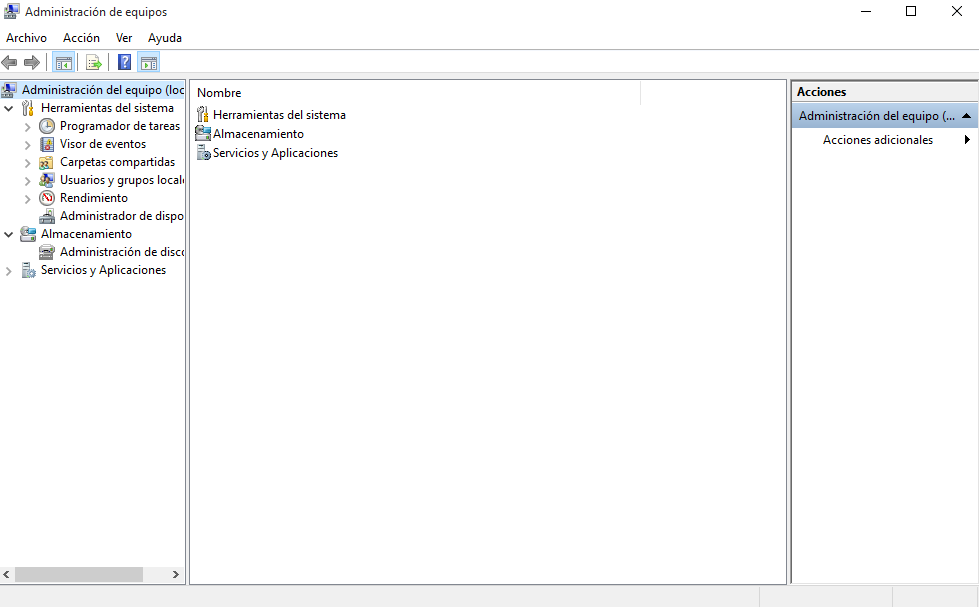 Administración de equipos
Archivo Acción Ver Ayuda
Administración del equipo (loc
Herramientas del sistema
Programador de tareas
Visor de eventos
Carpetas compartidas
Usuarios y grupos local
Rendimiento
Administrador de dispo
Almacenamiento
Administración de disc
Servicios y Aplicaciones
Nombre
Herramientas del sistema
Almacenamiento
Servicios y Aplicaciones
Acciones
Administración del equipo (...
Acciones adicionales